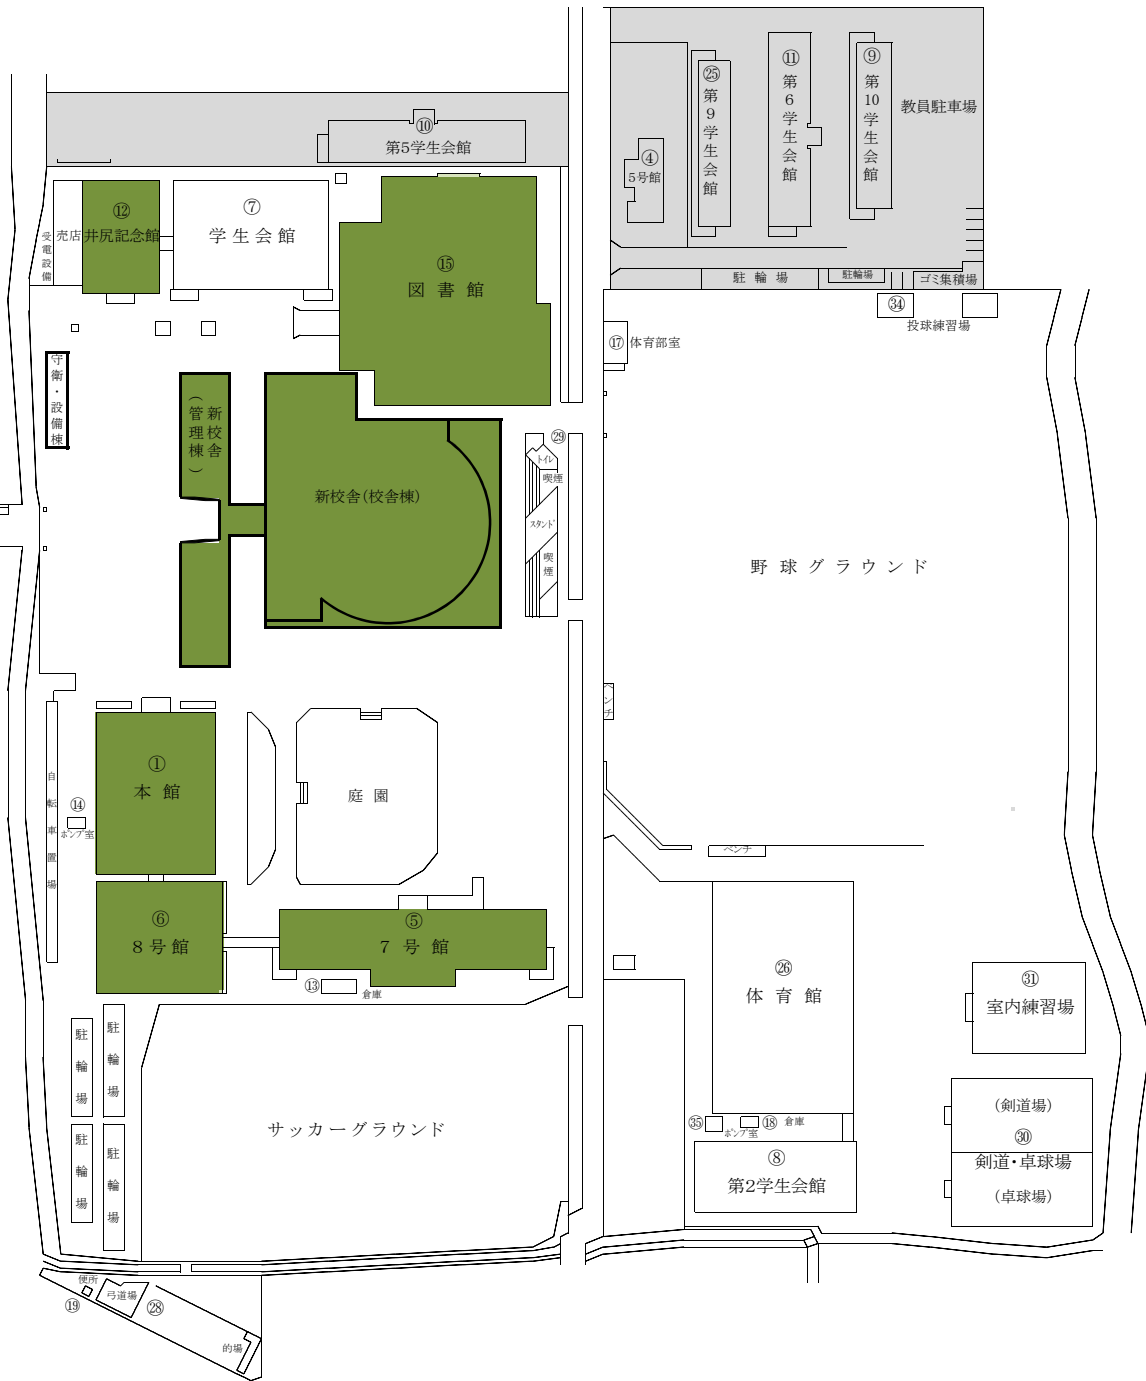 ⑩
第5学生会館
㉕
第9学生会館
⑪
第6学生会館
⑨
第10学生会館
教員駐車場
④
5号館
駐輪場
駐輪場
ゴミ集積場
受電設備
売店
⑫
井尻記念館
⑦
学生会館
⑮
図書館
㉞
投球練習場
⑰
体育部室
守衛・設備棟
新校舎
(管理棟)
新校舎(校舎棟)
㉙
トイレ
喫煙
スタンド
喫煙
野球グラウンド
ベンチ
ベンチ
①
本館
⑭
ポンプ室
自転車置場
庭園
⑥
8号館
⑤
7号館
⑬
倉庫
㉖
体育館
㉛
室内練習場
駐輪場
駐輪場
駐輪場
駐輪場
サッカーグラウンド
㉟
ポンプ室
⑱
倉庫
⑧
第2学生会館
(剣道場)
㉚
剣道・卓球場
(卓球場)
便所
⑲
弓道場
㉘
的場